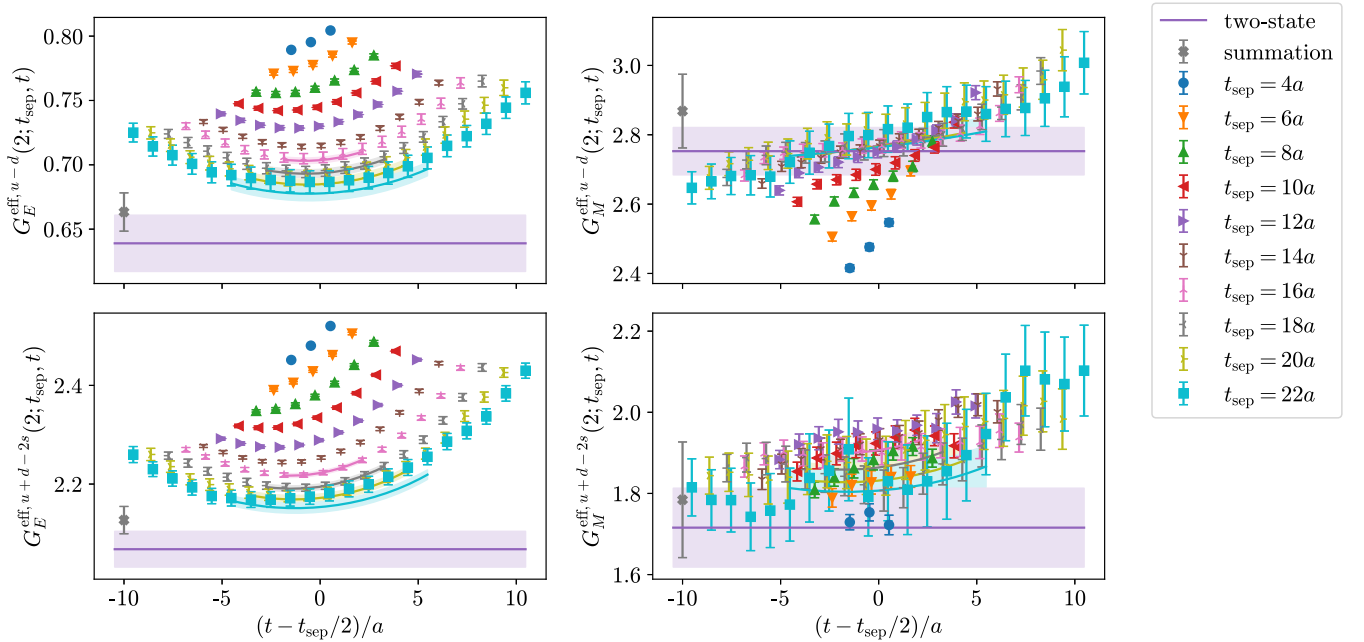 0.80
0.75
0.70
0.65
G_E^{eff, u−d}(2; t_sep, t)
3.0
2.8
2.6
2.4
G_M^{eff, u−d}(2; t_sep, t)
two-state
summation
t_sep = 4a
t_sep = 6a
t_sep = 8a
t_sep = 10a
t_sep = 12a
t_sep = 14a
t_sep = 16a
t_sep = 18a
t_sep = 20a
t_sep = 22a
2.4
2.2
G_E^{eff, u+d−2s}(2; t_sep, t)
-10 -5 0 5 10
(t − t_sep/2)/a
2.2
2.0
1.8
1.6
G_M^{eff, u+d−2s}(2; t_sep, t)
-10 -5 0 5 10
(t − t_sep/2)/a